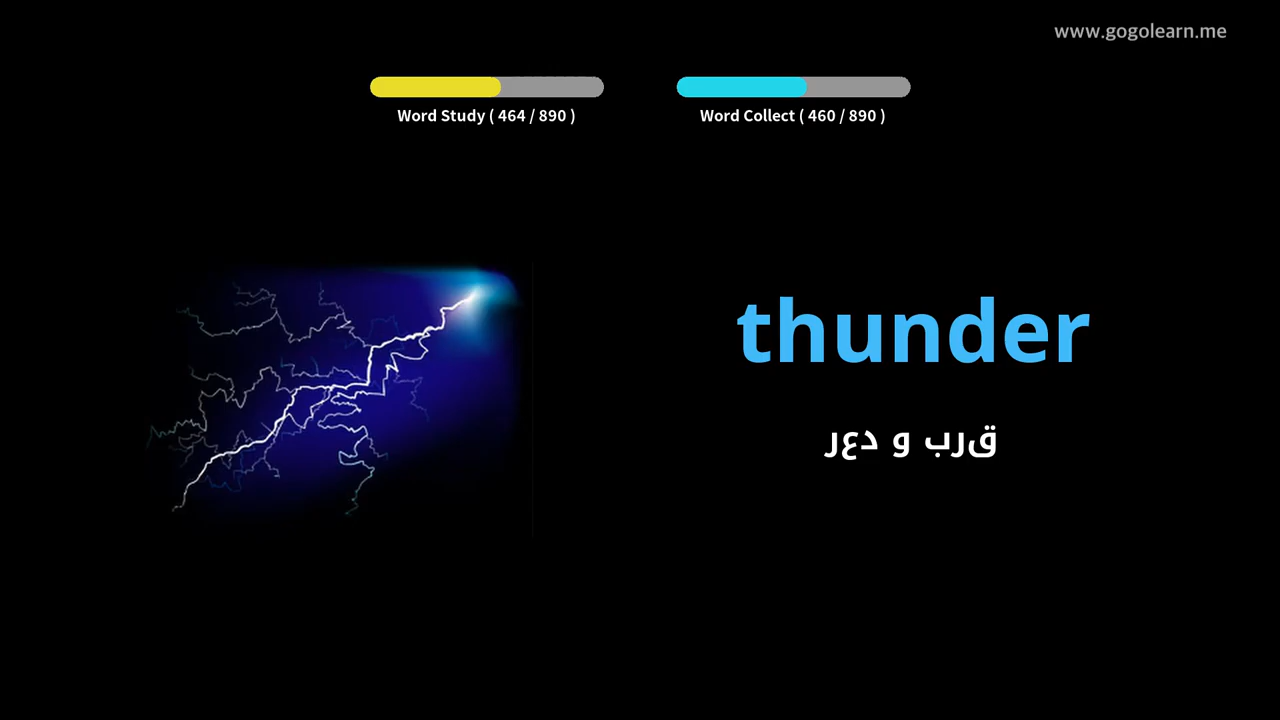 www.gogolearn.me
Word Study ( 464 / 890 )
Word Collect ( 460 / 890 )
thunder
قرب و دعر